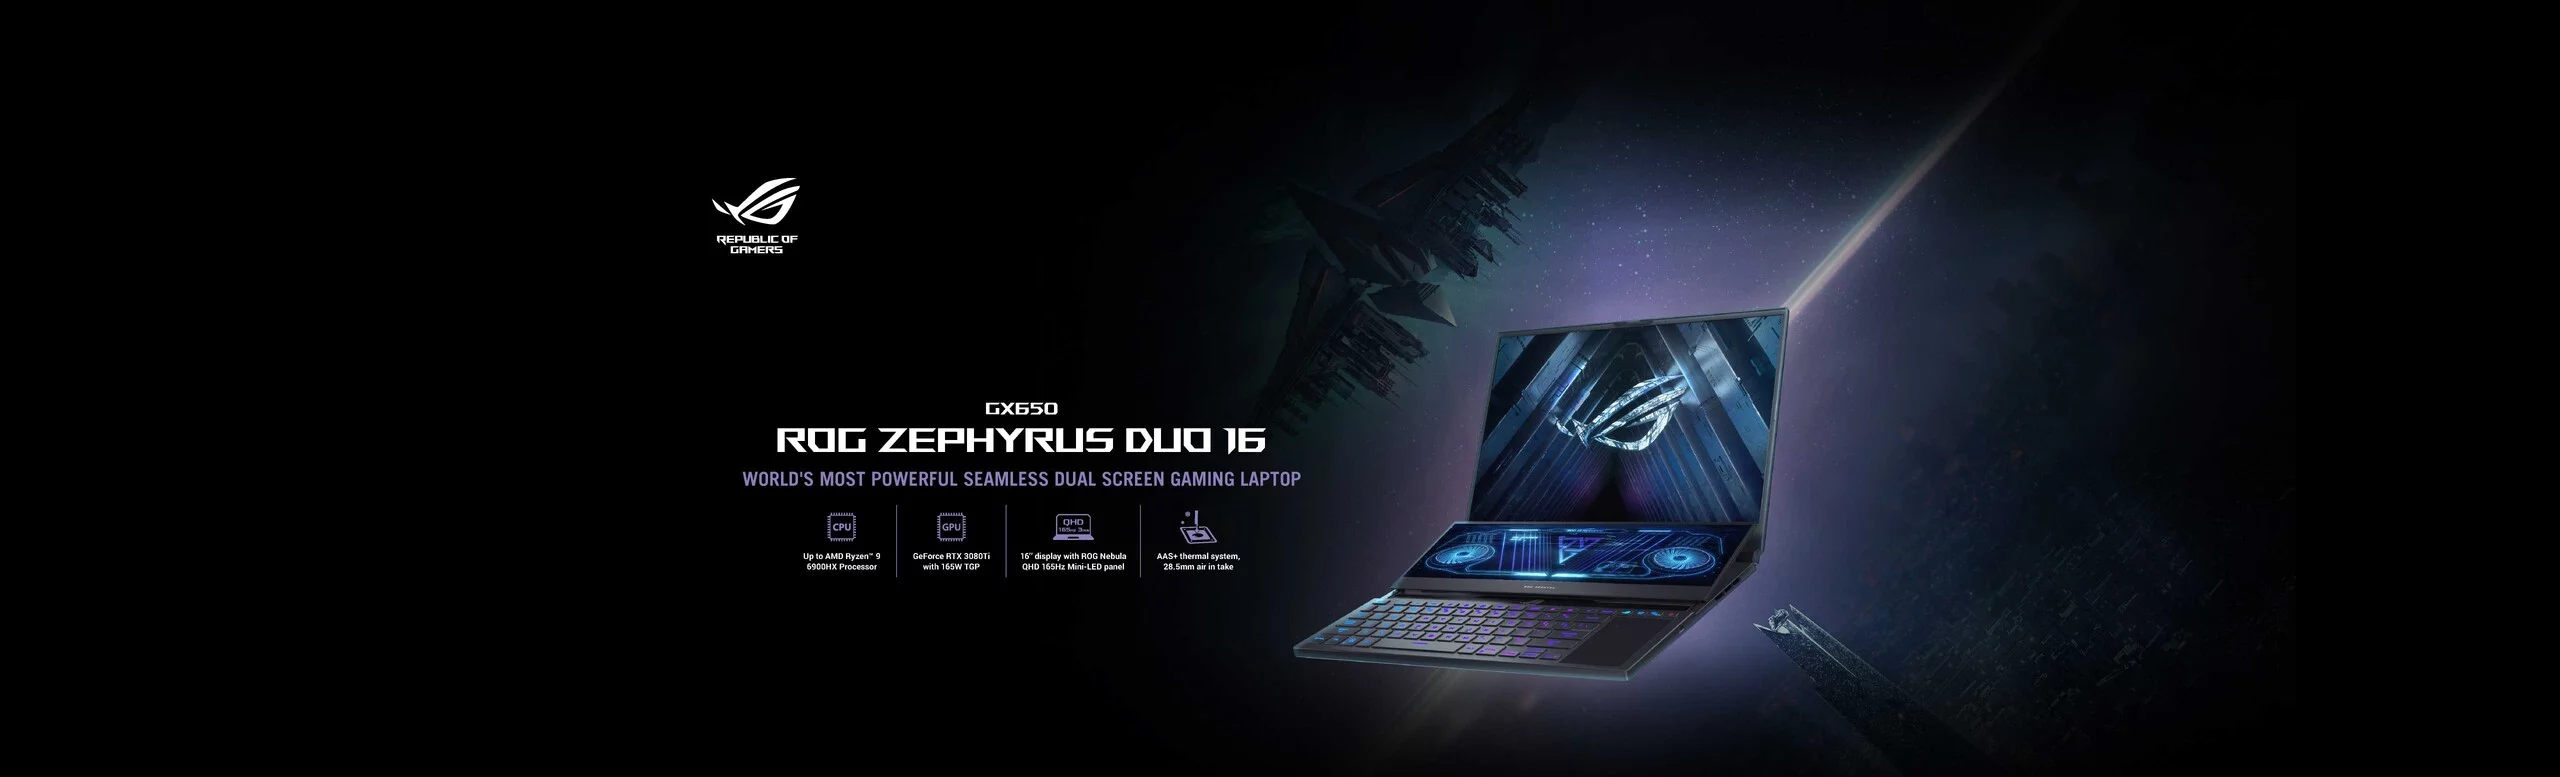 REPUBLIC OF
GAMERS
GX650
ROG ZEPHYRUS DUO 16
WORLD'S MOST POWERFUL SEAMLESS DUAL SCREEN GAMING LAPTOP
CPU
Up to AMD Ryzen™ 9
6900HX Processor
GPU
GeForce RTX 3080Ti
with 165W TGP
QHD
165Hz 3ms
16" display with ROG Nebula
QHD 165Hz Mini-LED panel
AAS+ thermal system,
28.5mm air in take